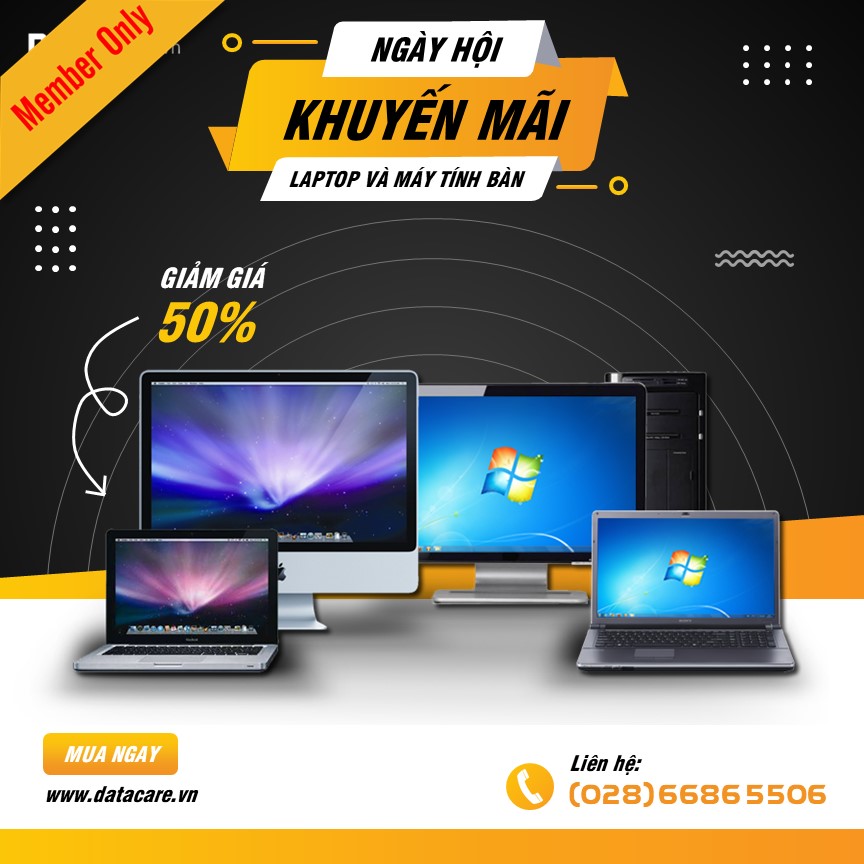 Member Only
NGÀY HỘI
KHUYẾN MÃI
LAPTOP VÀ MÁY TÍNH BÀN
GIẢM GIÁ
50%
SONY
MUA NGAY
www.datacare.vn
Liên hệ:
(028)66865506